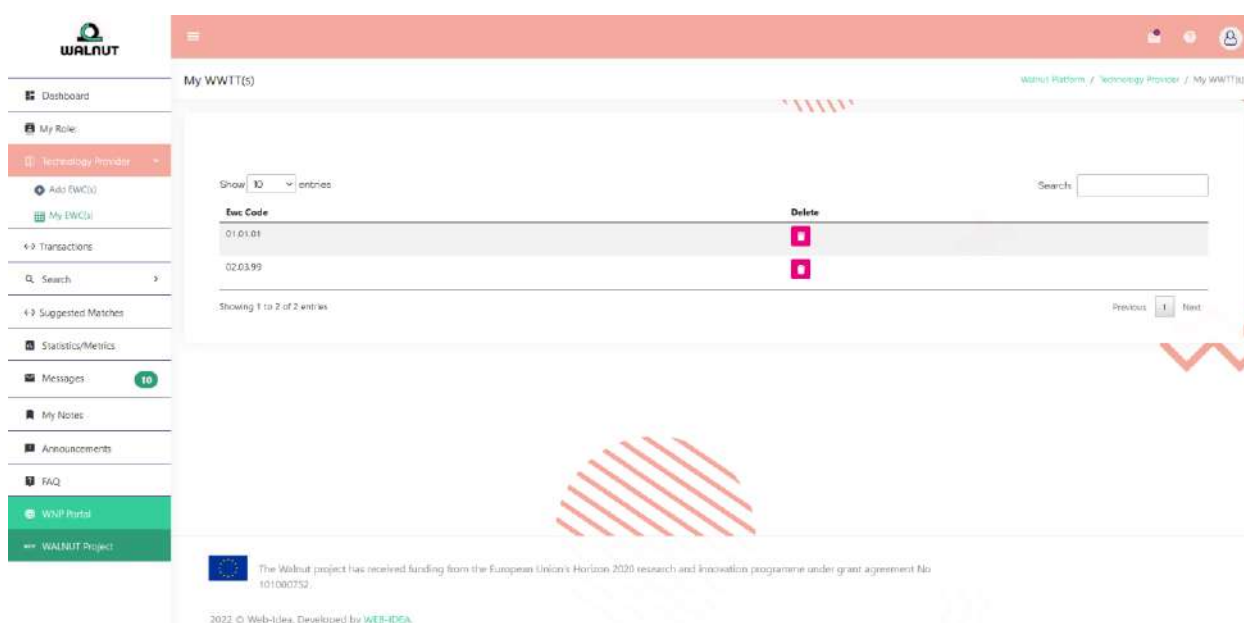 WALNUT
My WWTT(s)
Walnut Platform / Technology Provider / My WWTT(s)
Dashboard
My Role:
Technology Provider
Add EWC(s)
My EWC(s)
Transactions
Search
Suggested Matches
Statistics/Metrics
Messages 10
My Notes
Announcements
FAQ
WNP Portal
WALNUT Project
Show 10 entries
Search:
Ewc Code Delete
01.01.01
02.03.99
Showing 1 to 2 of 2 entries
Previous 1 Next
The Walnut project has received funding from the European Union's Horizon 2020 research and innovation programme under grant agreement No
101000752.
2022 © Web-Idea. Developed by WEB-IDEA.